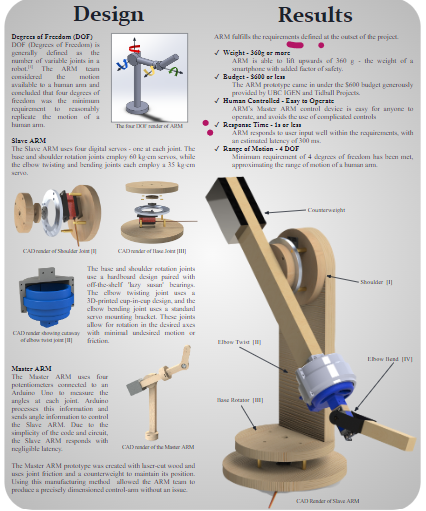 Design
Degrees of Freedom (DOF)
DOF (Degrees of Freedom) is
generally defined as the
number of variable joints in a
robot. The ARM team
considered the motion
available to a human arm and
concluded that four degrees of
freedom was the minimum
requirement to reasonably
replicate the motion of a
human arm.
The four DOF render of ARM
Slave ARM
The Slave ARM uses four digital servos - one at each joint. The
base and shoulder rotation joints employ 60 kg·cm servos, while
the elbow twisting and bending joints each employ a 35 kg·cm
servo.
CAD render of Shoulder Joint [I]
CAD render of Base Joint [III]
The base and shoulder rotation joints
use a hardboard design paired with
off-the-shelf "lazy susan" bearings.
The elbow twisting joint uses a
3D-printed cup-in-cup design, and the
elbow bending joint uses a standard
servo mounting bracket. These joints
allow for rotation in the desired axes
with minimal undesired motion or
friction.
CAD render showing cutaway
of elbow twist joint [II]
Master ARM
The Master ARM uses four
potentiometers connected to an
Arduino Uno to measure the
angles at each joint. Arduino
processes this information and
sends angle information to control
the Slave ARM. Due to the
simplicity of the code and circuit,
the Slave ARM responds with
negligible latency.
CAD render of the Master ARM
The Master ARM prototype was created with laser-cut wood and
uses joint friction and a counterweight to maintain its position.
Using this manufacturing method allowed the ARM team to
produce a precisely dimensioned control-arm without an issue.
Results
ARM fulfills the requirements defined at the outset of the project.
✓ Weight - 360g or more
ARM is able to lift upwards of 360 g - the weight of a
smartphone with added factor of safety.
✓ Budget - $600 or less
The ARM prototype came in under the $600 budget generously
provided by UBC IGEN and Tidball Projects.
✓ Human Controlled - Easy to Operate
ARM's Master ARM control device is easy for anyone to
operate, and avoids the use of complicated controls
✓ Response Time - 1s or less
ARM responds to user input well within the requirements, with
an estimated latency of 300 ms.
✓ Range of Motion - 4 DOF
Minimum requirement of 4 degrees of freedom has been met,
approximating the range of motion of a human arm.
Counterweight
Shoulder [I]
Elbow Twist [II]
Elbow Bend [IV]
Base Rotator [III]
CAD Render of Slave ARM